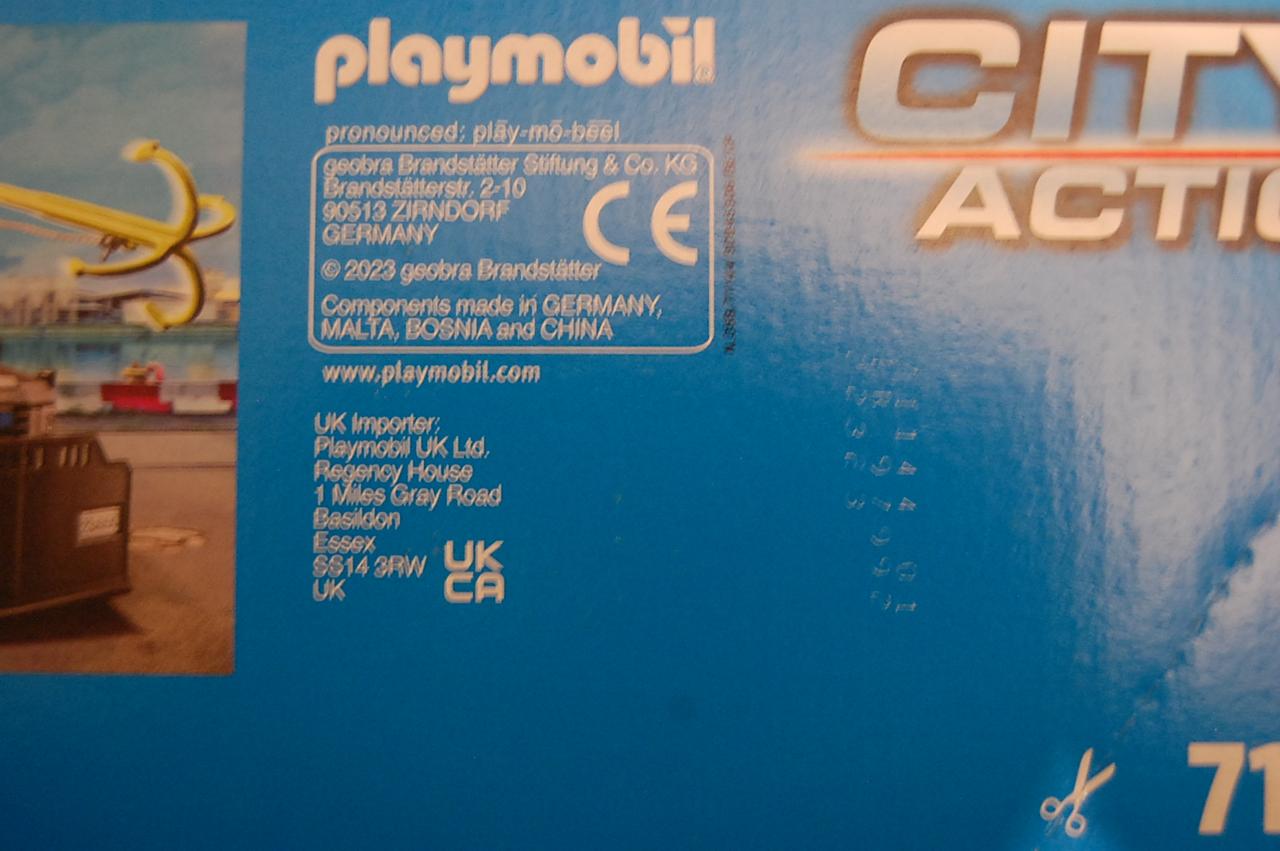 playmobil®
pronounced: plāy-mō-bēēl
geobra Brandstätter Stiftung & Co. KG
Brandstätterstr. 2-10
90513 ZIRNDORF
GERMANY
CE
© 2023 geobra Brandstätter
Components made in GERMANY,
MALTA, BOSNIA and CHINA
www.playmobil.com
UK Importer:
Playmobil UK Ltd.
Regency House
1 Miles Gray Road
Basildon
Essex
SS14 3RW
UK
UK
CA
CITY
ACTIO
71